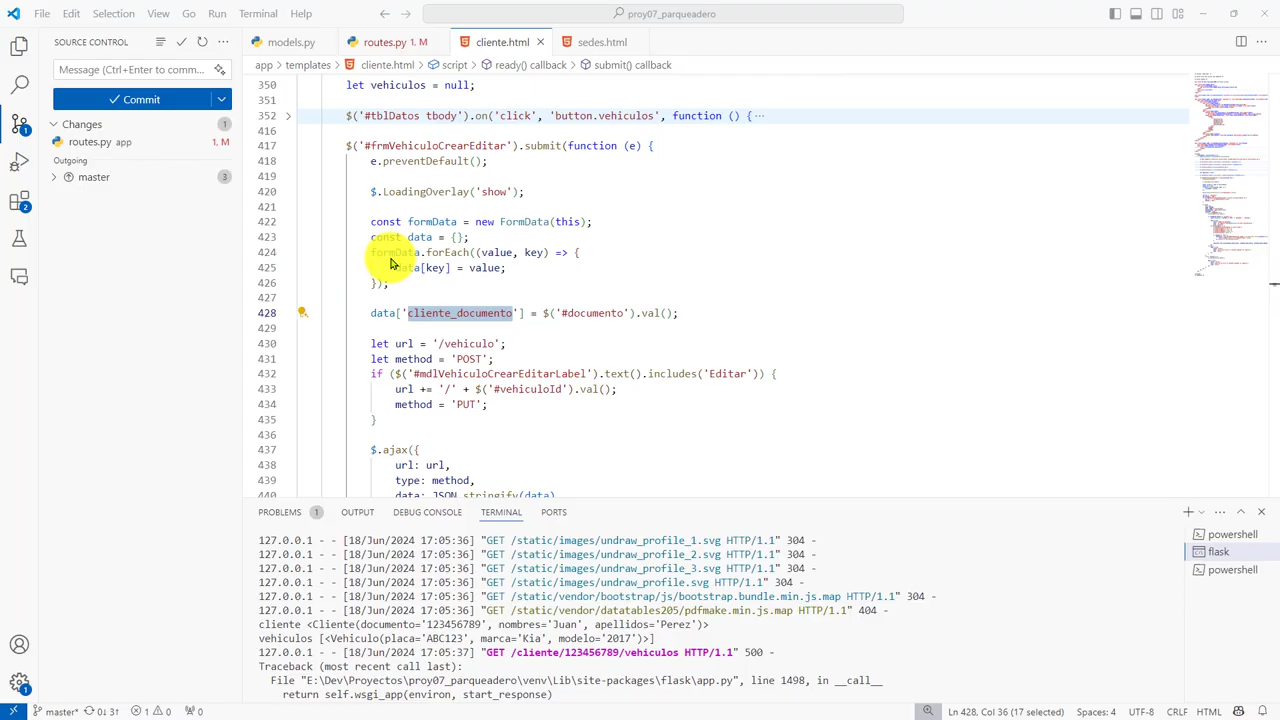 File Edit Selection View Go Run Terminal Help
proy07_parqueadero
SOURCE CONTROL
models.py
routes.py 1, M
cliente.html
sedes.html
app > templates > cliente.html > script > ready() callback > submit() callback
Message (Ctrl+Enter to comm...
Commit
Changes
routes.py app 1, M
350 let vehiculoId = null;
351
function () {
416
417 submit(function (e) {
418 e.preventDefault();
420 $.LoadingOverlay("show");
422 const formData = new FormData(this)
const data = {};
formData.forEach((value, key) => {
425 data[key] = value;
426 });
427
428 data['cliente_documento'] = $('#documento').val();
429
430 let url = '/vehiculo';
431 let method = 'POST';
432 if ($('#mdlVehiculoCrearEditarLabel').text().includes('Editar')) {
433 url += '/' + $('#vehiculoId').val();
434 method = 'PUT';
435 }
436
437 $.ajax({
438 url: url,
439 type: method,
440 data: JSON.stringify(data)
PROBLEMS 1 OUTPUT DEBUG CONSOLE TERMINAL PORTS
127.0.0.1 - - [18/Jun/2024 17:05:36] "GET /static/images/undraw_profile_1.svg HTTP/1.1" 304 -
127.0.0.1 - - [18/Jun/2024 17:05:36] "GET /static/images/undraw_profile_2.svg HTTP/1.1" 304 -
127.0.0.1 - - [18/Jun/2024 17:05:36] "GET /static/images/undraw_profile_3.svg HTTP/1.1" 304 -
127.0.0.1 - - [18/Jun/2024 17:05:36] "GET /static/images/undraw_profile.svg HTTP/1.1" 304 -
127.0.0.1 - - [18/Jun/2024 17:05:36] "GET /static/vendor/bootstrap/js/bootstrap.bundle.min.js.map HTTP/1.1" 304 -
127.0.0.1 - - [18/Jun/2024 17:05:36] "GET /static/vendor/datatables205/pdfmake.min.js.map HTTP/1.1" 404 -
cliente <Cliente(documento='123456789', nombres='Juan', apellidos='Perez')>
vehiculos [<Vehiculo(placa='ABC123', marca='Kia', modelo='2017')>]
127.0.0.1 - - [18/Jun/2024 17:05:37] "GET /cliente/123456789/vehiculos HTTP/1.1" 500 -
Traceback (most recent call last):
File "E:\Dev\Proyectos\proy07_parqueadero\venv\Lib\site-packages\flask\app.py", line 1498, in __call__
return self.wsgi_app(environ, start_response)
powershell
flask
powershell
master* 0↓ 3↑ 1 0 0
Ln 428, Col 36 (17 selected) Spaces: 4 UTF-8 CRLF HTML